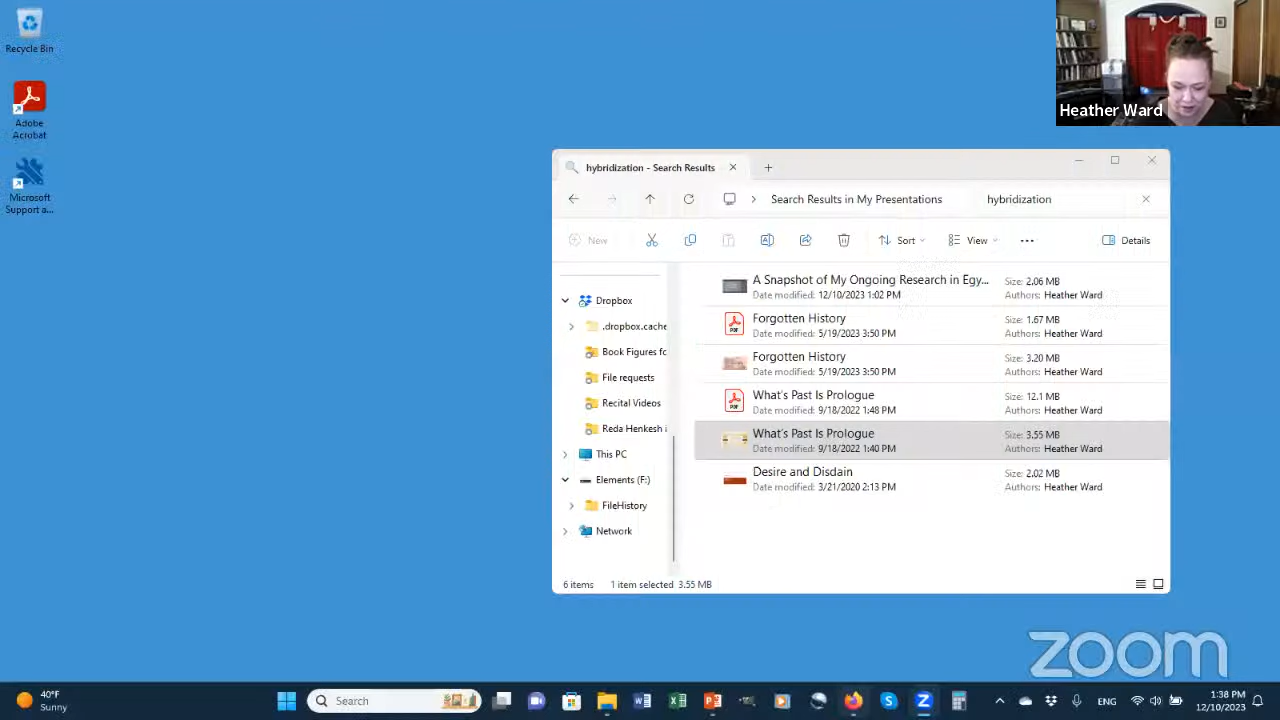 Recycle Bin
Adobe
Acrobat
Microsoft
Support a...
Heather Ward
hybridization - Search Results
Search Results in My Presentations
hybridization
New
Sort
View
Details
Dropbox
.dropbox.cache
Book Figures fo
File requests
Recital Videos
Reda Henkesh i
This PC
Elements (F:)
FileHistory
Network
A Snapshot of My Ongoing Research in Egy...
Size: 2.06 MB
Date modified: 12/10/2023 1:02 PM
Authors: Heather Ward
Forgotten History
Size: 1.67 MB
Date modified: 5/19/2023 3:50 PM
Authors: Heather Ward
Forgotten History
Size: 3.20 MB
Date modified: 5/19/2023 3:50 PM
Authors: Heather Ward
What's Past Is Prologue
Size: 12.1 MB
Date modified: 9/18/2022 1:48 PM
Authors: Heather Ward
What's Past Is Prologue
Size: 3.55 MB
Date modified: 9/18/2022 1:40 PM
Authors: Heather Ward
Desire and Disdain
Size: 2.02 MB
Date modified: 3/21/2020 2:13 PM
Authors: Heather Ward
6 items 1 item selected 3.55 MB
zoom
40°F
Sunny
Search
ENG
1:38 PM
12/10/2023